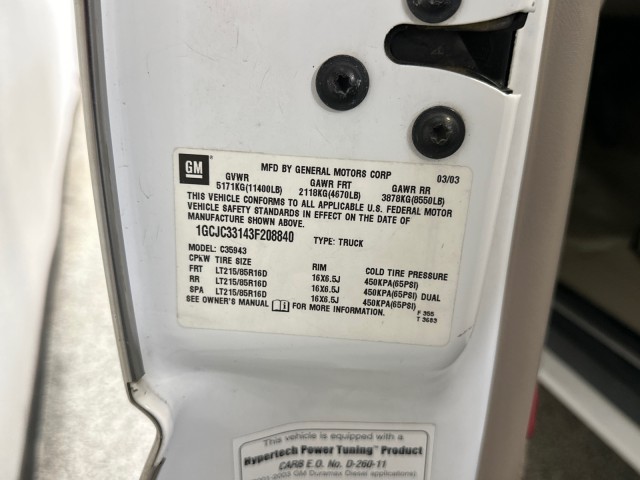 GM
MFD BY GENERAL MOTORS CORP 03/03
GVWR GAWR FRT GAWR RR
5171KG(11400LB) 2118KG(4670LB) 3878KG(8550LB)
THIS VEHICLE CONFORMS TO ALL APPLICABLE U.S. FEDERAL MOTOR
VEHICLE SAFETY STANDARDS IN EFFECT ON THE DATE OF
MANUFACTURE SHOWN ABOVE.
1GCJC33143F208840 TYPE: TRUCK
MODEL: C35943
TIRE SIZE RIM COLD TIRE PRESSURE
FRT LT215/85R16D 16X6.5J 450KPA(65PSI)
RR LT215/85R16D 16X6.5J 450KPA(65PSI) DUAL
SPA LT215/85R16D 16X6.5J 450KPA(65PSI)
SEE OWNER'S MANUAL FOR MORE INFORMATION.
F 355
T 3683
This vehicle is equipped with a
Hypertech Power Tuning™ Product
CARB E.O. No. D-260-11
2001-2003 GM Duramax Diesel applications)